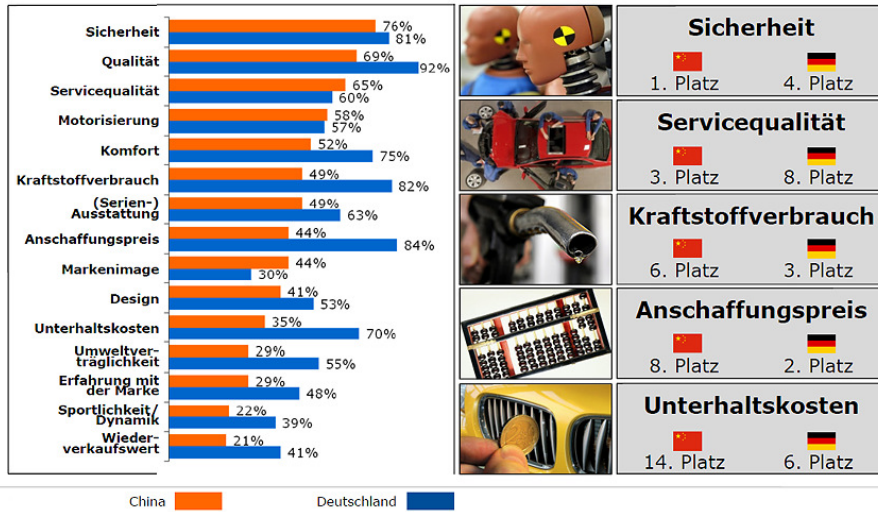 Sicherheit 76% 81%
Qualität 69% 92%
Servicequalität 65% 60%
Motorisierung 58% 57%
Komfort 52% 75%
Kraftstoffverbrauch 49% 82%
(Serien-)
Ausstattung 49% 63%
Anschaffungspreis 44% 84%
Markenimage 44% 30%
Design 41% 53%
Unterhaltskosten 35% 70%
Umweltver-
träglichkeit 29% 55%
Erfahrung mit
der Marke 29% 48%
Sportlichkeit/
Dynamik 22% 39%
Wieder-
verkaufswert 21% 41%
Sicherheit
1. Platz 4. Platz
Servicequalität
3. Platz 8. Platz
Kraftstoffverbrauch
6. Platz 3. Platz
Anschaffungspreis
8. Platz 2. Platz
Unterhaltskosten
14. Platz 6. Platz
China Deutschland